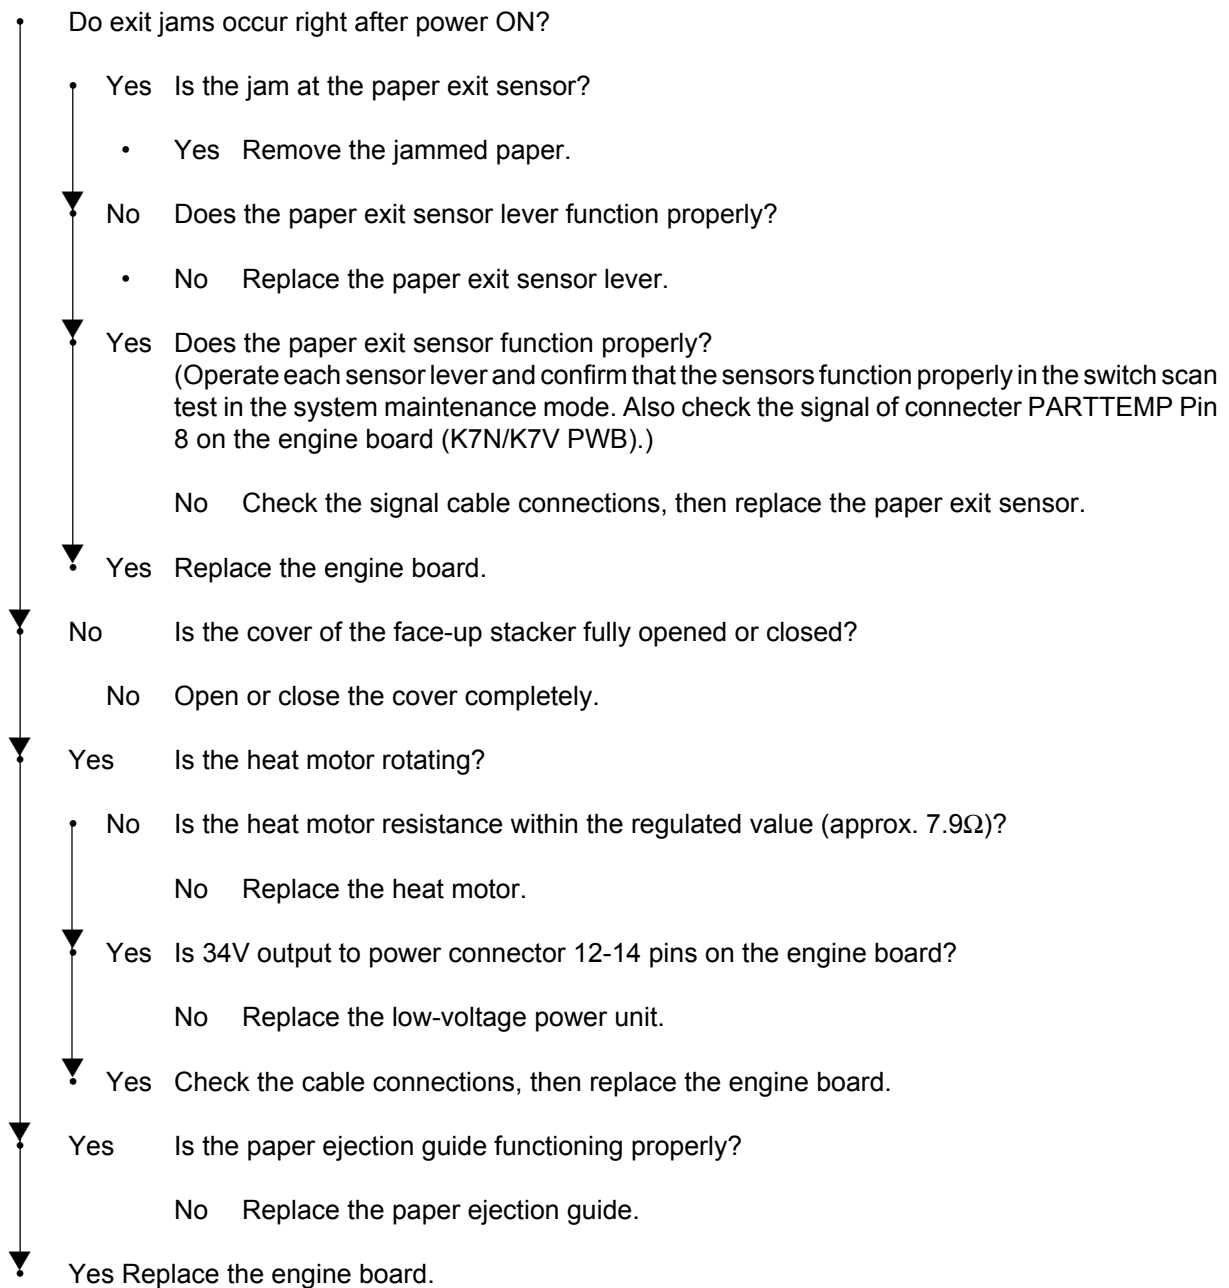 • Do exit jams occur right after power ON?
• Yes Is the jam at the paper exit sensor?
• Yes Remove the jammed paper.
• No Does the paper exit sensor lever function properly?
• No Replace the paper exit sensor lever.
• Yes Does the paper exit sensor function properly?
(Operate each sensor lever and confirm that the sensors function properly in the switch scan
test in the system maintenance mode. Also check the signal of connecter PARTTEMP Pin
8 on the engine board (K7N/K7V PWB).)
No Check the signal cable connections, then replace the paper exit sensor.
• Yes Replace the engine board.
• No Is the cover of the face-up stacker fully opened or closed?
No Open or close the cover completely.
• Yes Is the heat motor rotating?
• No Is the heat motor resistance within the regulated value (approx. 7.9Ω)?
No Replace the heat motor.
• Yes Is 34V output to power connector 12-14 pins on the engine board?
No Replace the low-voltage power unit.
• Yes Check the cable connections, then replace the engine board.
• Yes Is the paper ejection guide functioning properly?
No Replace the paper ejection guide.
• Yes Replace the engine board.